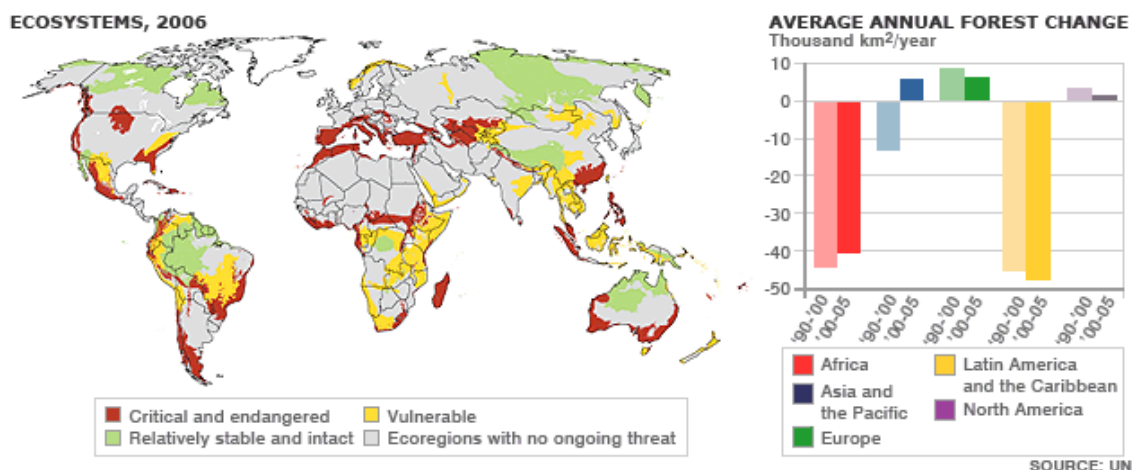 ECOSYSTEMS, 2006
Critical and endangered
Vulnerable
Relatively stable and intact
Ecoregions with no ongoing threat
AVERAGE ANNUAL FOREST CHANGE
Thousand km²/year
10
0
-10
-20
-30
-40
-50
'90-'00
'00-05
'90-'00
'00-05
'90-'00
'00-05
'90-'00
'00-05
'90-'00
'00-05
Africa
Asia and
the Pacific
Europe
Latin America
and the Caribbean
North America
SOURCE: UN